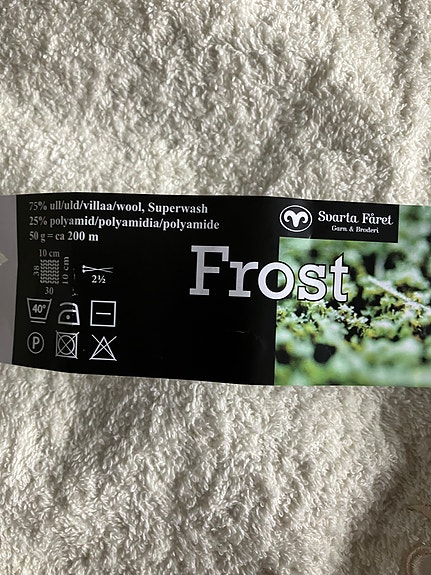 75% ull/uld/villaa/wool, Superwash
25% polyamid/polyamidia/polyamide
50 g = ca 200 m
Svarta Fåret
Garn & Broderi
10 cm
38
10 cm
30
2½
Frost
40°
P